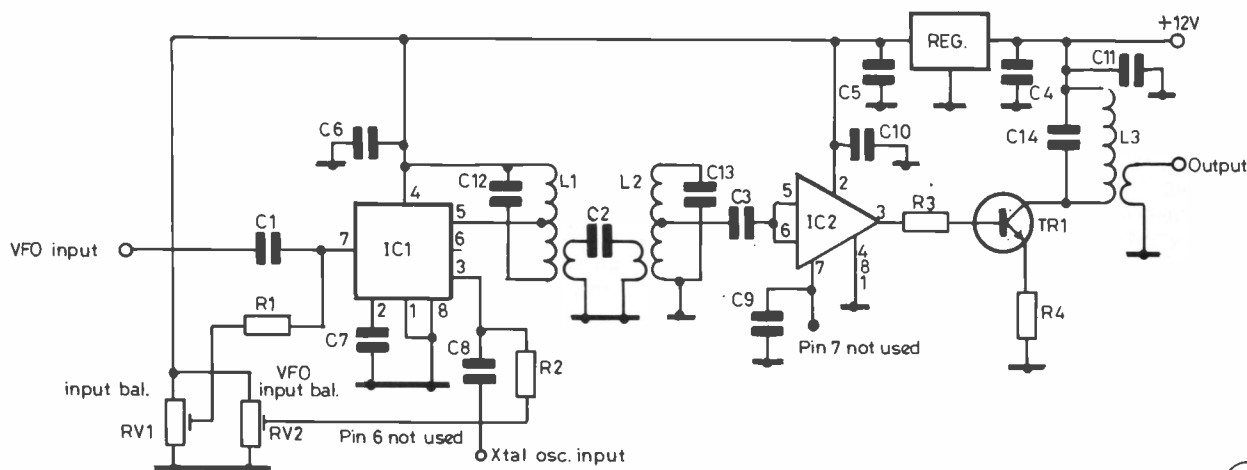 +12V
REG.
C11
C5
C4
C6
C10
C14
L3
Output
C12
L1
L2
C13
C2
C3
4
5
2
C1
5
IC2
3
R3
VFO input
7
IC1
6
6
TR1
3
7
4
8
1
R1
2
1
8
C9
R4
C7
C8
R2
Pin 7 not used
input bal.
VFO
input bal.
RV1
RV2
Pin 6 not used
Xtal osc. input